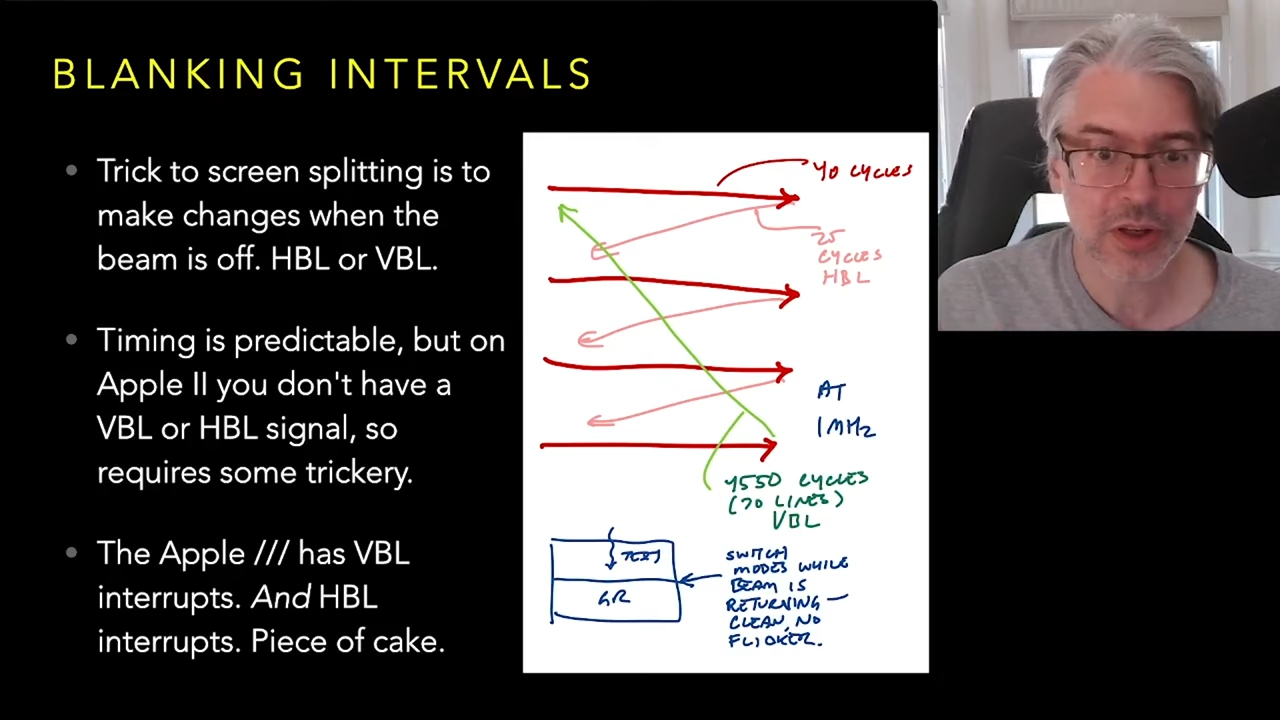 BLANKING INTERVALS
• Trick to screen splitting is to
make changes when the
beam is off. HBL or VBL.
• Timing is predictable, but on
Apple II you don't have a
VBL or HBL signal, so
requires some trickery.
• The Apple /// has VBL
interrupts. And HBL
interrupts. Piece of cake.
40 CYCLES
25
CYCLES
HBL
AT
1MHz
4550 CYCLES
(70 LINES)
VBL
TEXT
GR
SWITCH
MODES WHILE
BEAM IS
RETURNING —
CLEAN, NO
FLICKER.